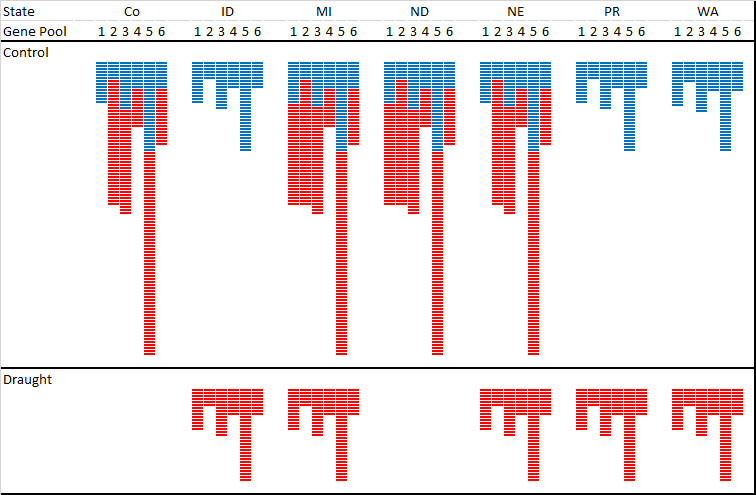 State Co ID MI ND NE PR WA
Gene Pool 1 2 3 4 5 6 1 2 3 4 5 6 1 2 3 4 5 6 1 2 3 4 5 6 1 2 3 4 5 6 1 2 3 4 5 6 1 2 3 4 5 6
Control
Draught